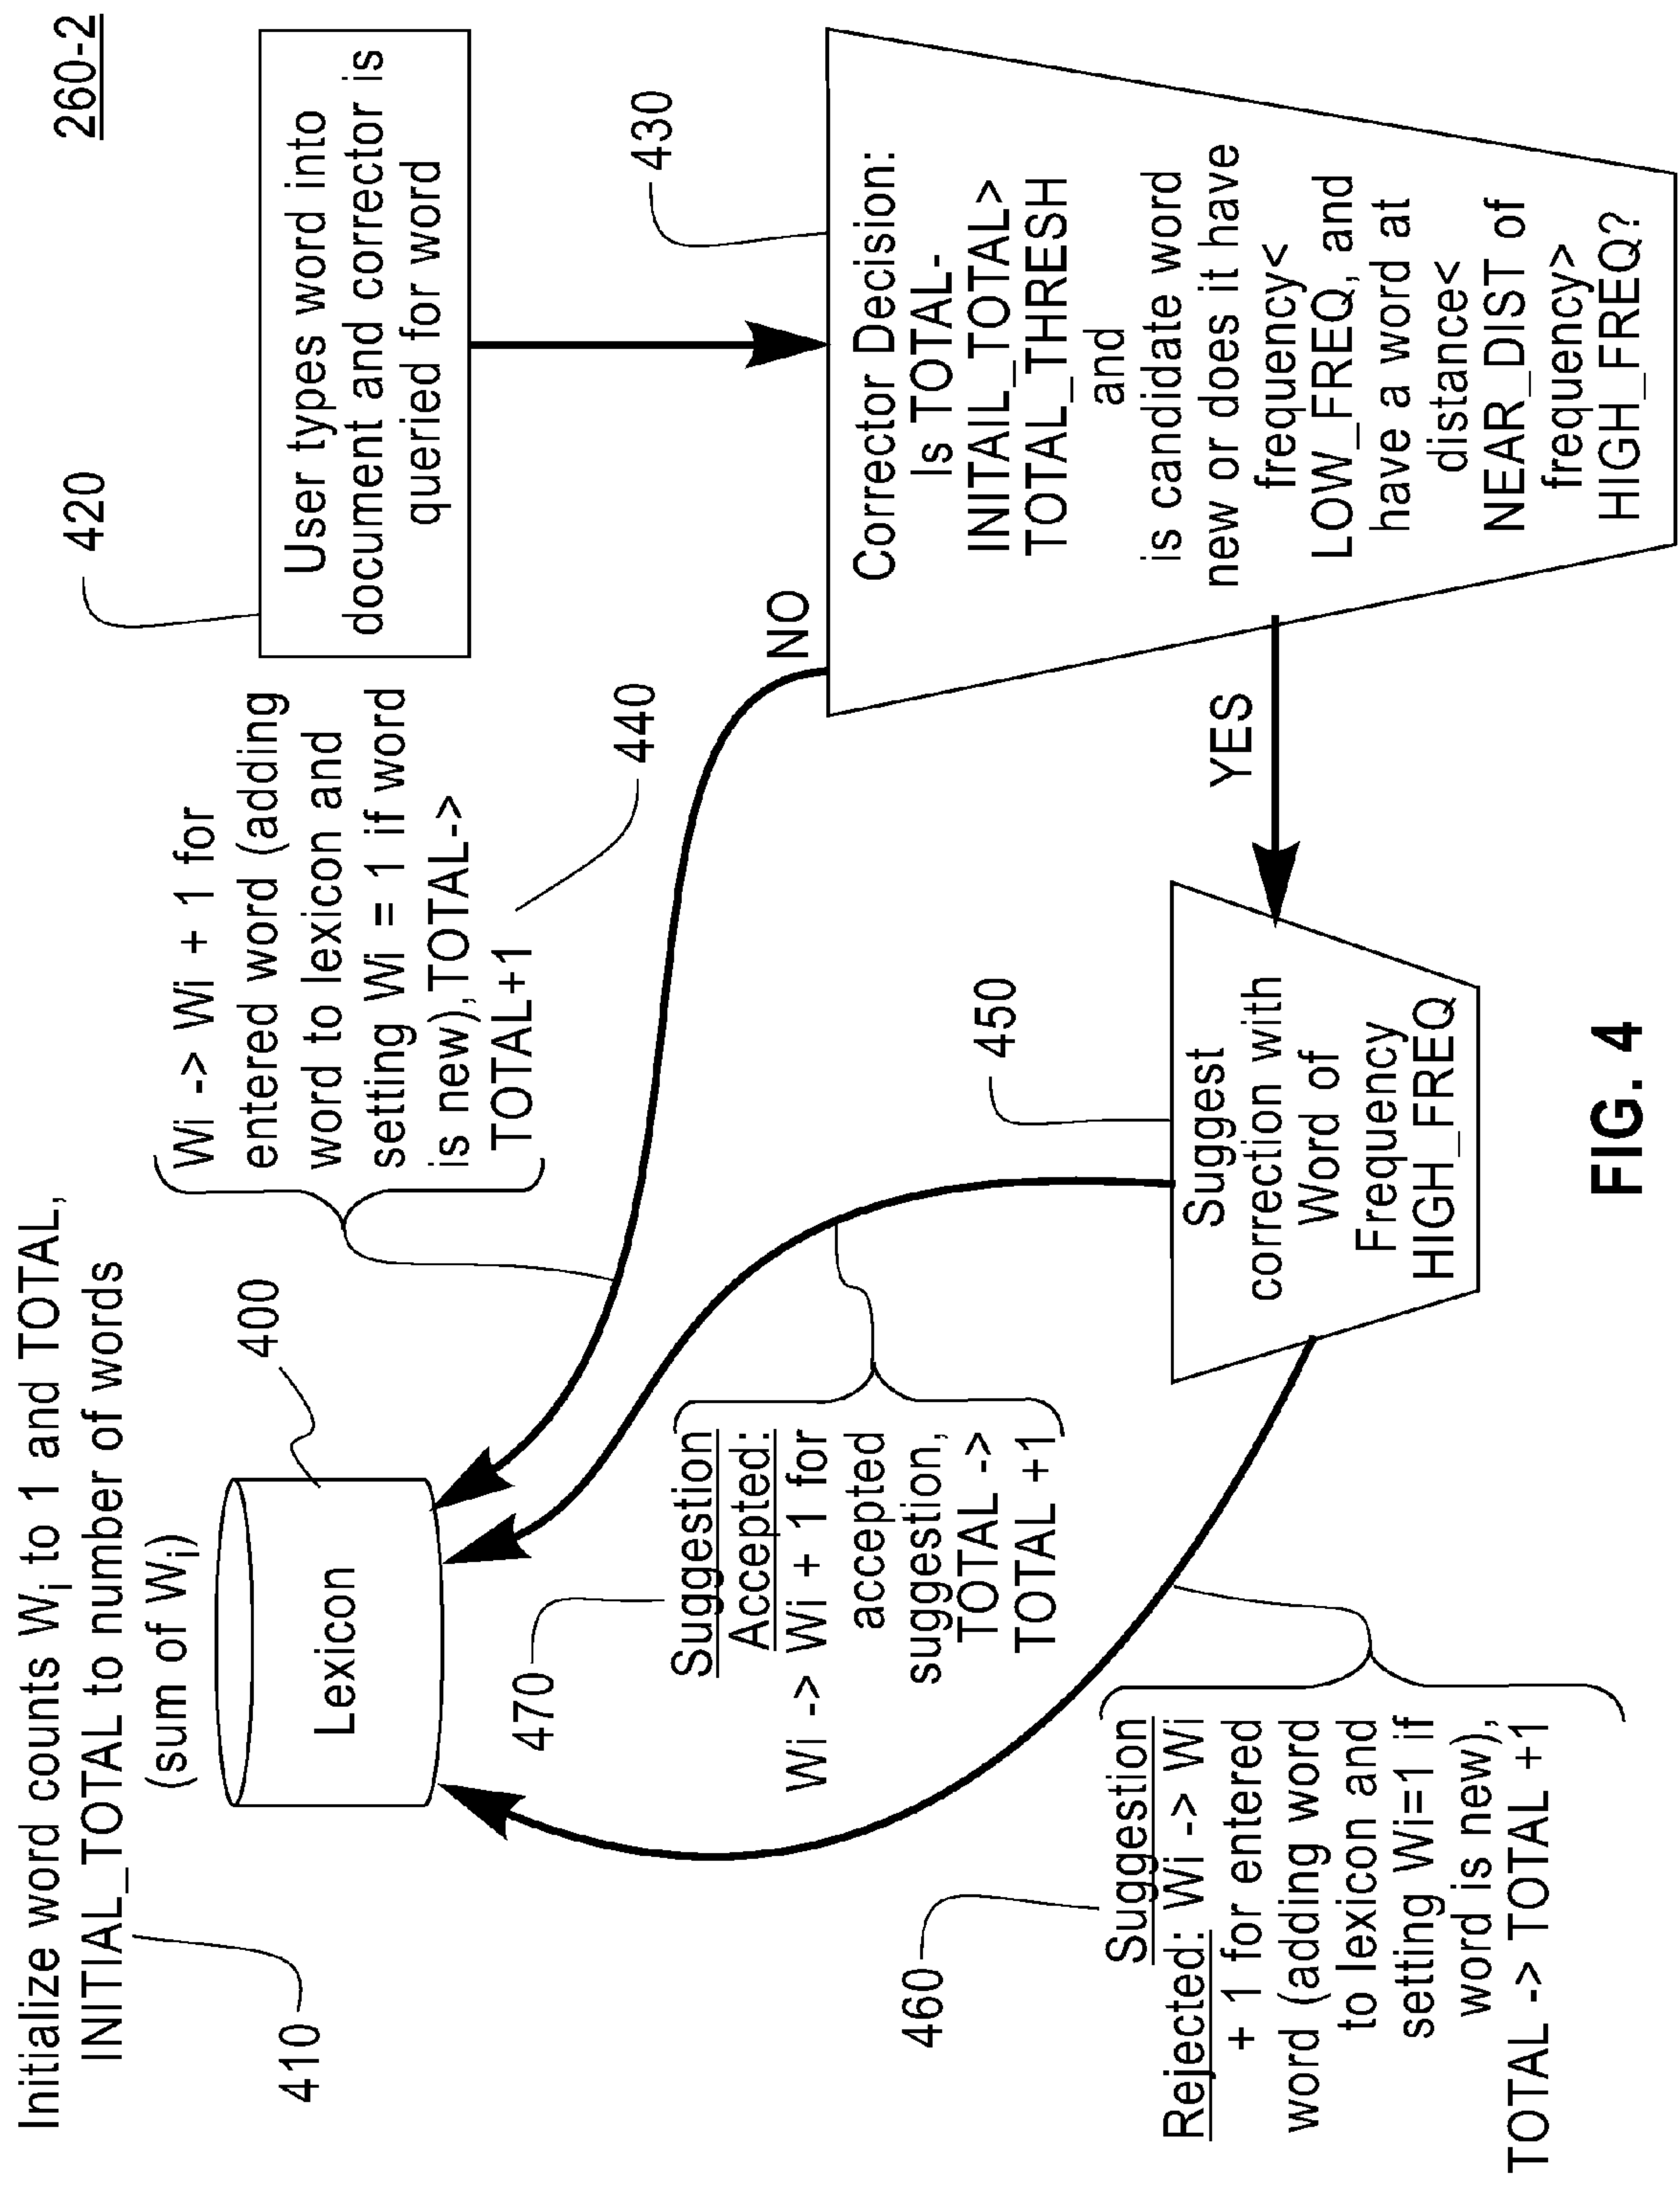 260-2
Initialize word counts Wi to 1 and TOTAL,
INITIAL_TOTAL to number of words
(sum of Wi)
410
400
Lexicon
420
User types word into
document and corrector is
queried for word
Wi -> Wi + 1 for
entered word (adding
word to lexicon and
setting Wi = 1 if word
is new),TOTAL->
TOTAL+1
440
430
NO
Corrector Decision:
Is TOTAL-
INITAIL_TOTAL>
TOTAL_THRESH
and
is candidate word
new or does it have
frequency<
LOW_FREQ, and
have a word at
distance<
NEAR_DIST of
frequency>
HIGH_FREQ?
YES
470
Suggestion
Accepted:
Wi -> Wi + 1 for
accepted
suggestion,
TOTAL ->
TOTAL +1
450
Suggest
correction with
Word of
Frequency
HIGH_FREQ
460
Suggestion
Rejected: Wi -> Wi
+ 1 for entered
word (adding word
to lexicon and
setting Wi=1 if
word is new),
TOTAL -> TOTAL +1
FIG. 4